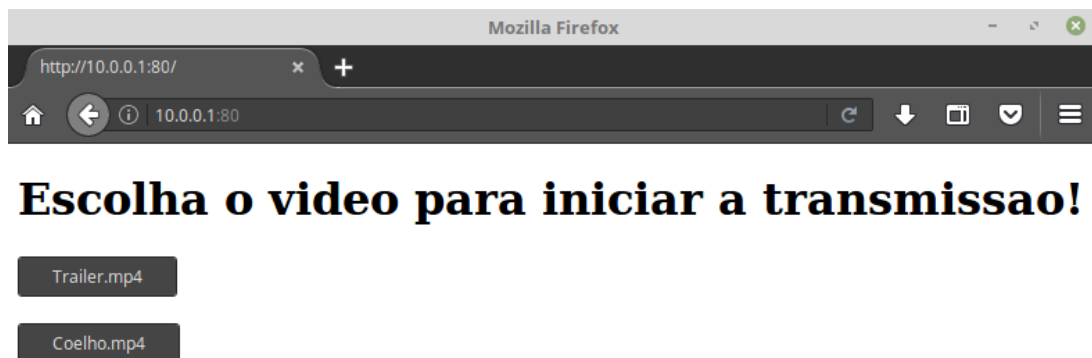 Mozilla Firefox
http://10.0.0.1:80/
10.0.0.1:80
Escolha o video para iniciar a transmissao!
Trailer.mp4
Coelho.mp4